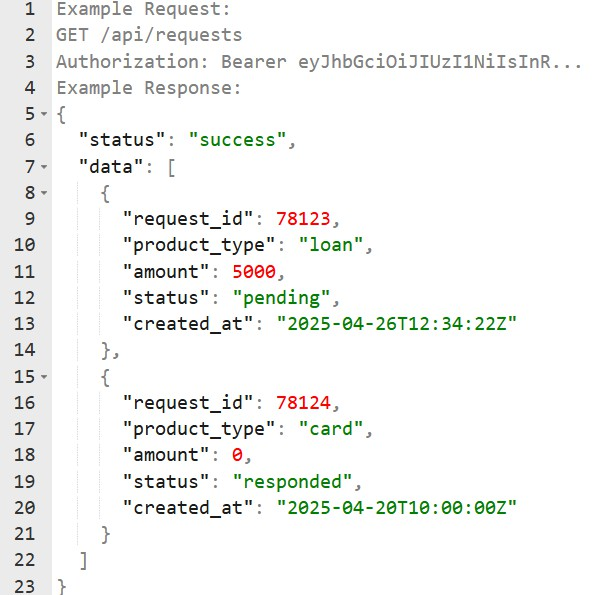 1 Example Request:
2 GET /api/requests
3 Authorization: Bearer eyJhbGciOiJIUzI1NiIsInR...
4 Example Response:
5 {
6 "status": "success",
7 "data": [
8 {
9 "request_id": 78123,
10 "product_type": "loan",
11 "amount": 5000,
12 "status": "pending",
13 "created_at": "2025-04-26T12:34:22Z"
14 },
15 {
16 "request_id": 78124,
17 "product_type": "card",
18 "amount": 0,
19 "status": "responded",
20 "created_at": "2025-04-20T10:00:00Z"
21 }
22 ]
23 }